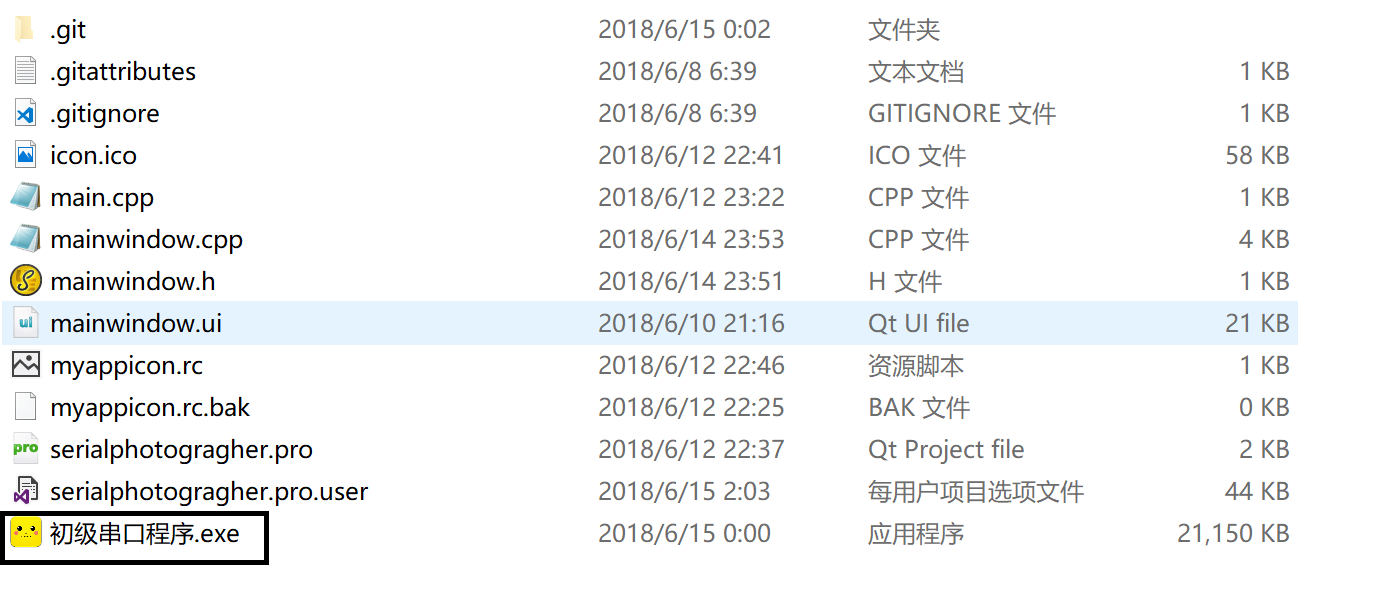 .git 2018/6/15 0:02 文件夹
.gitattributes 2018/6/8 6:39 文本文档 1 KB
.gitignore 2018/6/8 6:39 GITIGNORE 文件 1 KB
icon.ico 2018/6/12 22:41 ICO 文件 58 KB
main.cpp 2018/6/12 23:22 CPP 文件 1 KB
mainwindow.cpp 2018/6/14 23:53 CPP 文件 4 KB
mainwindow.h 2018/6/14 23:51 H 文件 1 KB
ui mainwindow.ui 2018/6/10 21:16 Qt UI file 21 KB
myappicon.rc 2018/6/12 22:46 资源脚本 1 KB
myappicon.rc.bak 2018/6/12 22:25 BAK 文件 0 KB
pro serialphotogragher.pro 2018/6/12 22:37 Qt Project file 2 KB
serialphotogragher.pro.user 2018/6/15 2:03 每用户项目选项文件 44 KB
初级串口程序.exe 2018/6/15 0:00 应用程序 21,150 KB